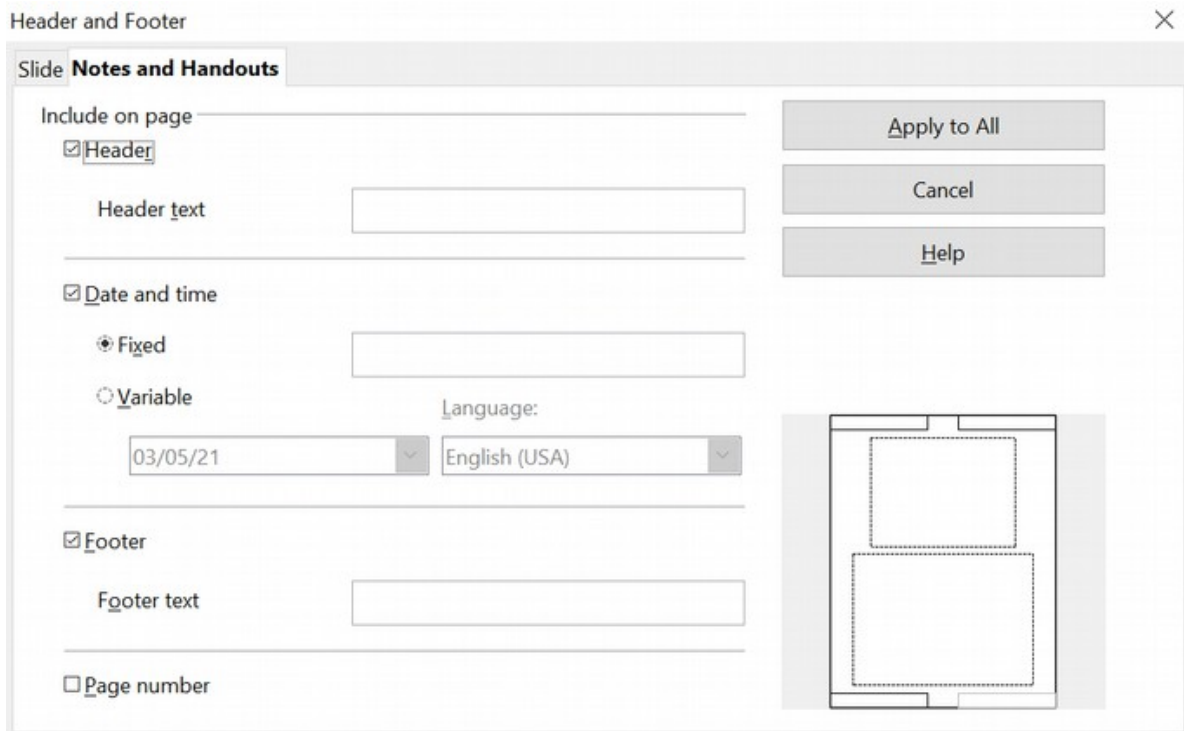 Header and Footer
Slide Notes and Handouts
Include on page
Header
Header text
Date and time
Fixed
Variable
Language:
03/05/21 English (USA)
Footer
Footer text
Page number
Apply to All
Cancel
Help